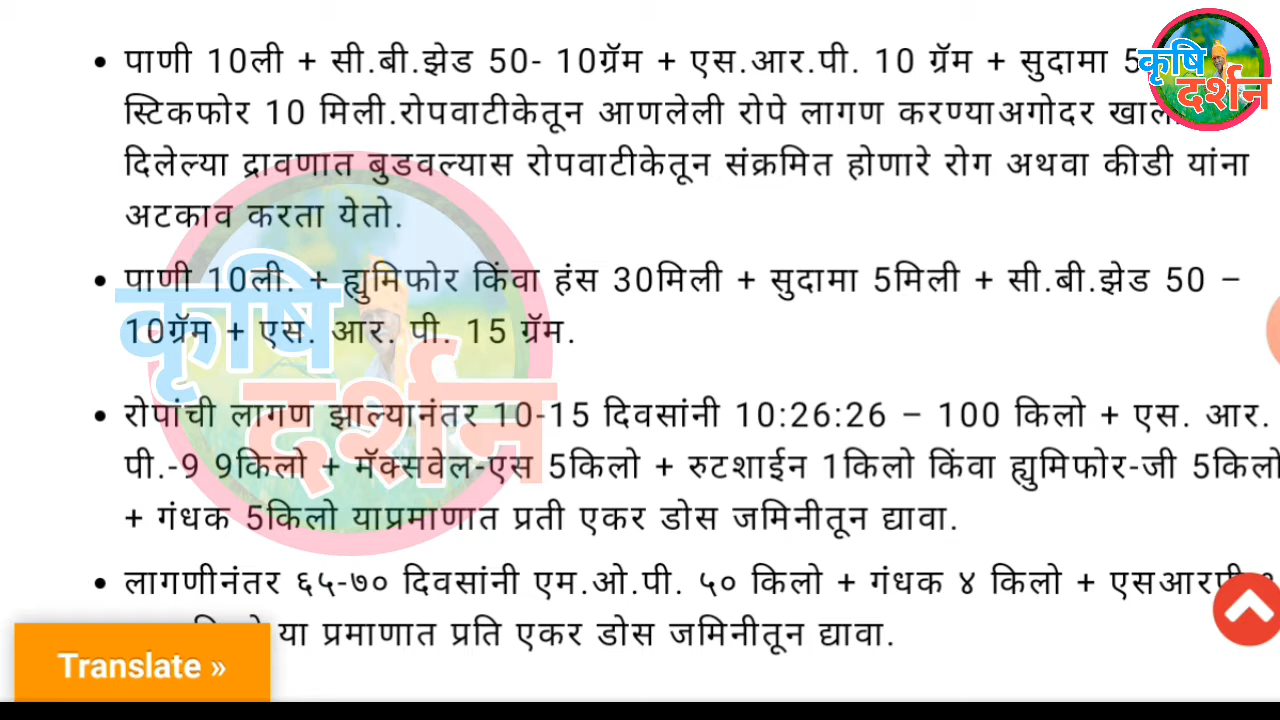 पाणी 10ली + सी.बी.झेड 50- 10ग्रॅम + एस.आर.पी. 10 ग्रॅम + सुदामा
कृषि
दर्शन
स्टिकफोर 10 मिली.रोपवाटीकेतून आणलेली रोपे लागण करण्याअगोदर
दिलेल्या द्रावणात बुडवल्यास रोपवाटीकेतून संक्रमित होणारे रोग अथवा कीडी यांना
अटकाव करता येतो.
पाणी 10ली. + ह्युमिफोर किंवा हंस 30मिली + सुदामा 5मिली + सी.बी.झेड 50 –
10ग्रॅम + एस. आर. पी. 15 ग्रॅम.
कृषि
दर्शन
रोपांची लागण झाल्यानंतर 10-15 दिवसांनी 10:26:26 – 100 किलो + एस. आर.
पी.-9 9किलो + मॅक्सवेल-एस 5किलो + रुटशाईन 1किलो किंवा ह्युमिफोर-जी 5किलो
+ गंधक 5किलो याप्रमाणात प्रती एकर डोस जमिनीतून द्यावा.
लागणीनंतर ६५-७० दिवसांनी एम.ओ.पी. ५० किलो + गंधक ४ किलो + एसआरपी
या प्रमाणात प्रति एकर डोस जमिनीतून द्यावा.
Translate »